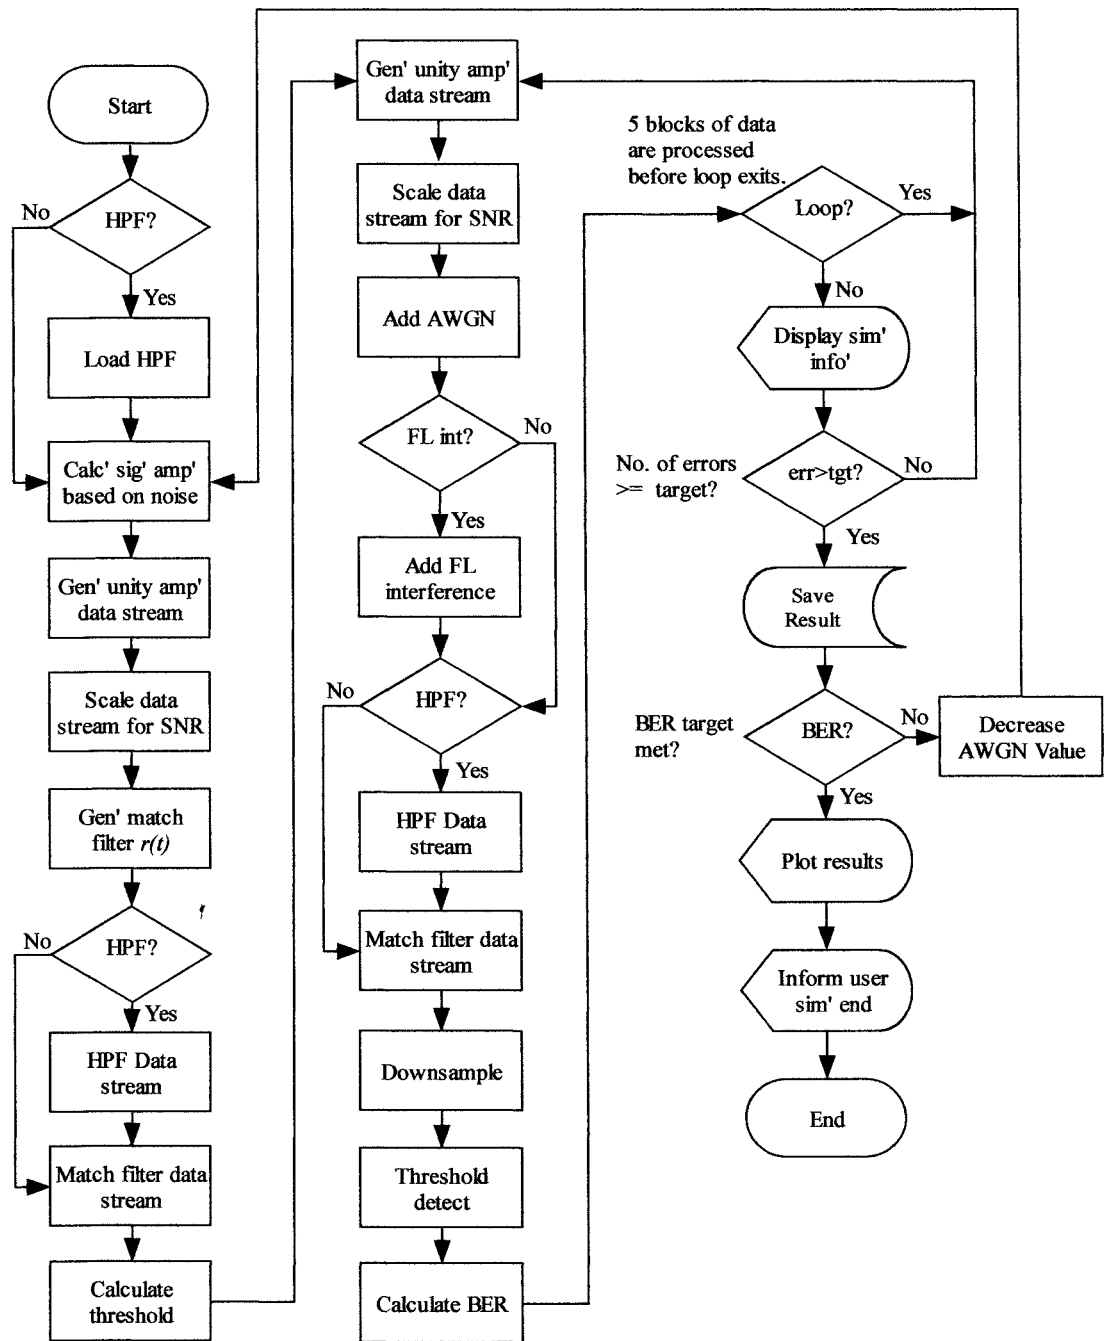 Start
HPF?
No
Yes
Load HPF
Calc' sig' amp'
based on noise
Gen' unity amp'
data stream
Scale data
stream for SNR
Gen' match
filter r(t)
HPF?
No
Yes
HPF Data
stream
Match filter data
stream
Calculate
threshold
Gen' unity amp'
data stream
Scale data
stream for SNR
Add AWGN
FL int?
No
Yes
Add FL
interference
HPF?
No
Yes
HPF Data
stream
Match filter data
stream
Downsample
Threshold
detect
Calculate BER
5 blocks of data
are processed
before loop exits.
Loop?
Yes
No
Display sim'
info'
No. of errors
>= target?
err>tgt?
No
Yes
Save
Result
BER target
met?
BER?
No
Decrease
AWGN Value
Yes
Plot results
Inform user
sim' end
End